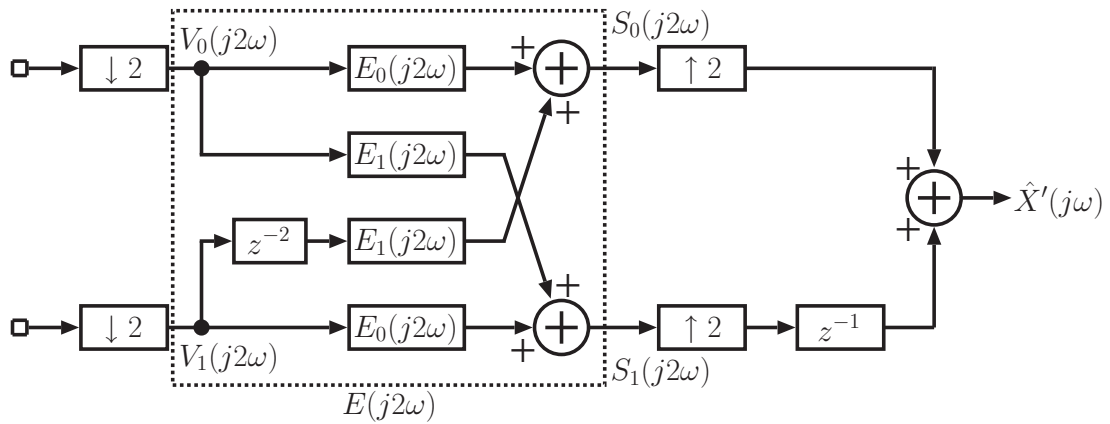 V₀(j2ω)
S₀(j2ω)
↓ 2
E₀(j2ω)
+
+
↑ 2
+
E₁(j2ω)
+
+
X̂′(jω)
z⁻²
E₁(j2ω)
+
+
↓ 2
E₀(j2ω)
+
+
↑ 2
z⁻¹
V₁(j2ω)
S₁(j2ω)
E(j2ω)